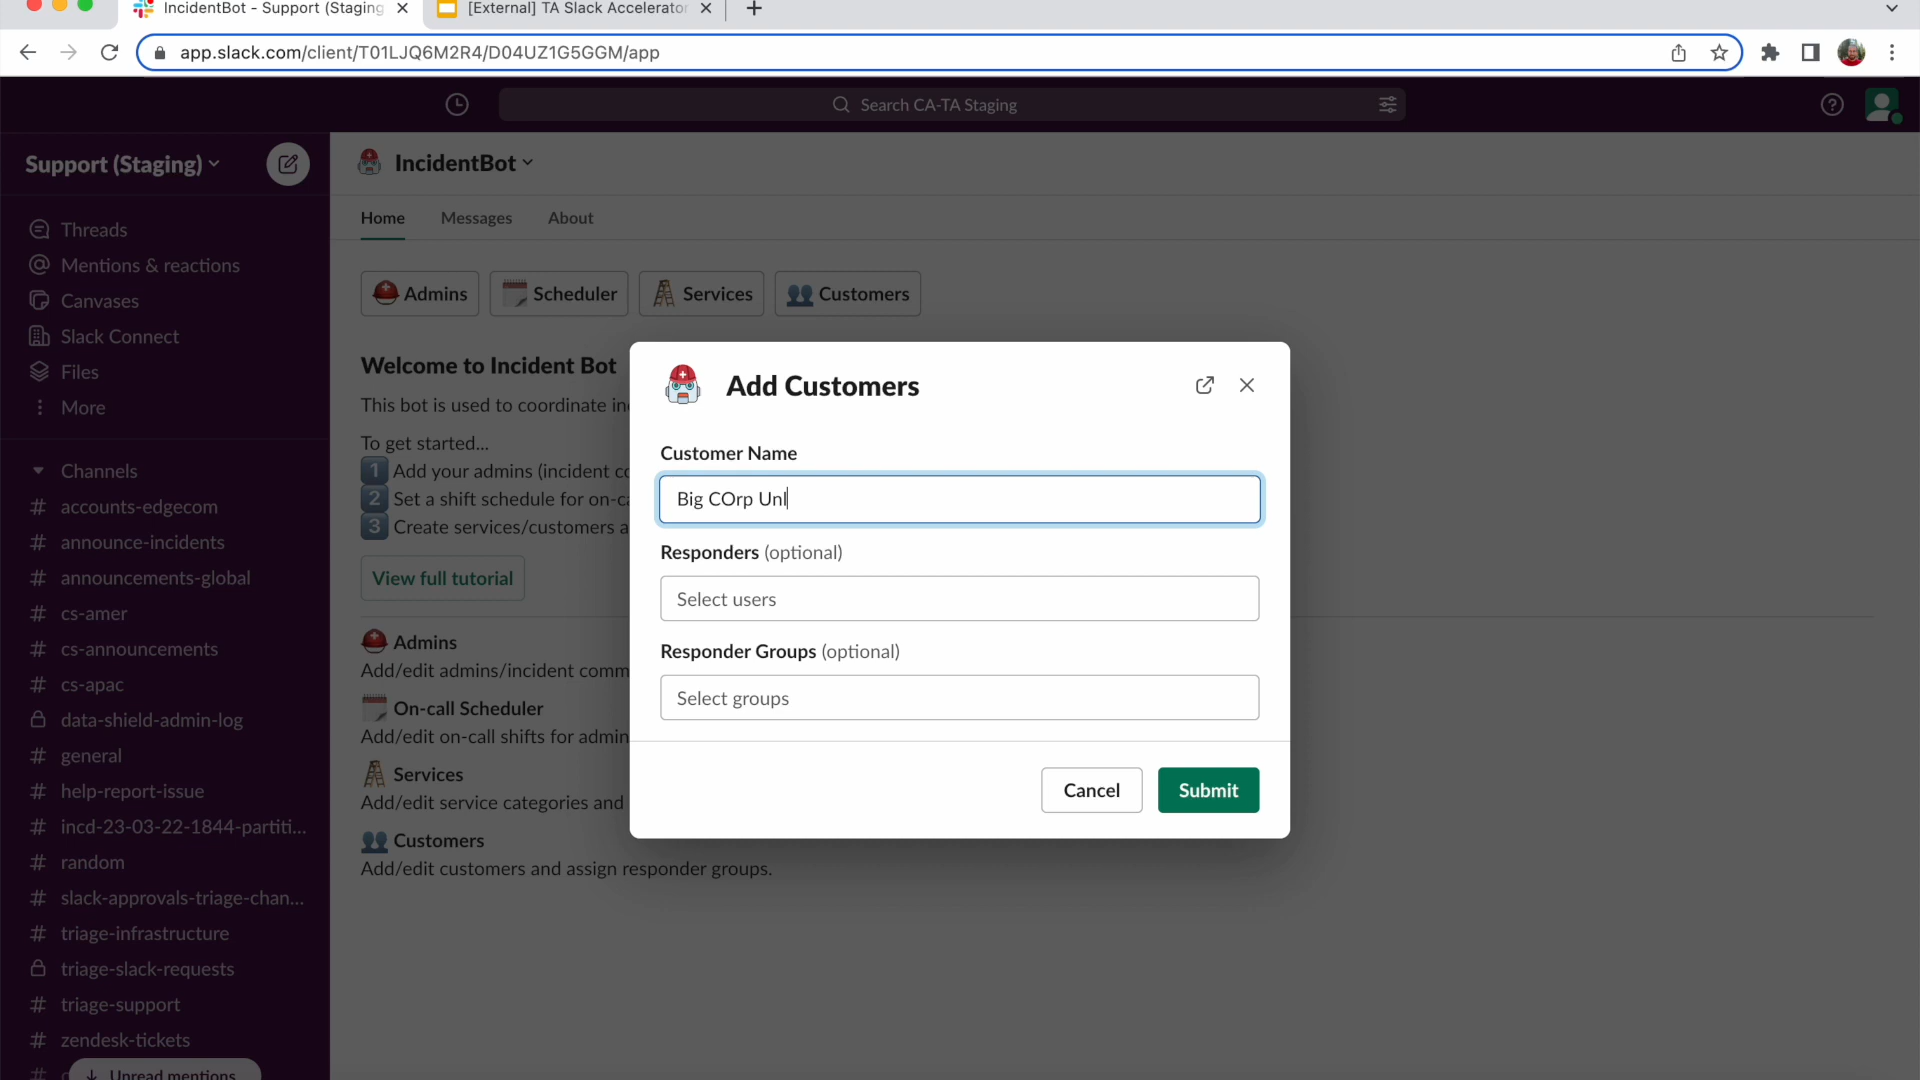 IncidentBot - Support (Staging
[External] TA Slack Accelerator
app.slack.com/client/T01LJQ6M2R4/D04UZ1G5GGM/app
Search CA-TA Staging
Support (Staging)
IncidentBot
Home
Messages
About
Threads
Mentions & reactions
Canvases
Slack Connect
Files
More
Channels
# accounts-edgecom
# announce-incidents
# announcements-global
# cs-amer
# cs-announcements
# cs-apac
data-shield-admin-log
# general
# help-report-issue
# incd-23-03-22-1844-partiti...
# random
# slack-approvals-triage-chan...
# triage-infrastructure
triage-slack-requests
# triage-support
# zendesk-tickets
Unread mentions
Admins
Scheduler
Services
Customers
Welcome to Incident Bot
This bot is used to coordinate
To get started...
1 Add your admins (incident
2 Set a shift schedule for
3 Create services/customers
View full tutorial
Admins
Add/edit admins/incident
On-call Scheduler
Add/edit on-call shifts for
Services
Add/edit service categories and
Customers
Add/edit customers and assign responder groups.
Add Customers
Customer Name
Big COrp Unl
Responders (optional)
Select users
Responder Groups (optional)
Select groups
Cancel
Submit